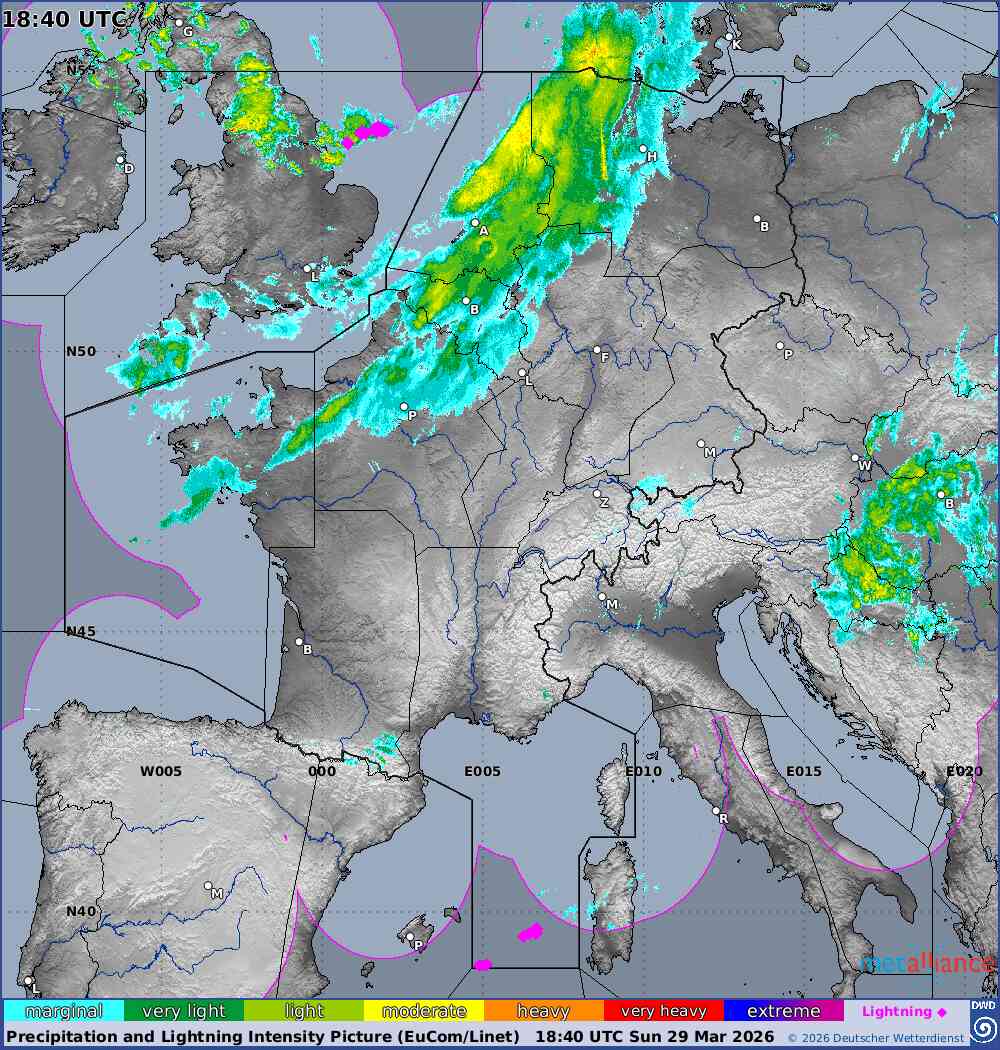 18:40 UTC
G
K
N55
H
D
A
B
L
B
N50
F
P
L
P
M
W
Z
B
M
N45
B
W005
000
E005
E010
E015
E020
R
M
N40
P
L
metalliance
marginal
very light
light
moderate
heavy
very heavy
extreme
Lightning ◆
DWD
Precipitation and Lightning Intensity Picture (EuCom/Linet) 18:40 UTC Sun 29 Mar 2026 © 2026 Deutscher Wetterdienst